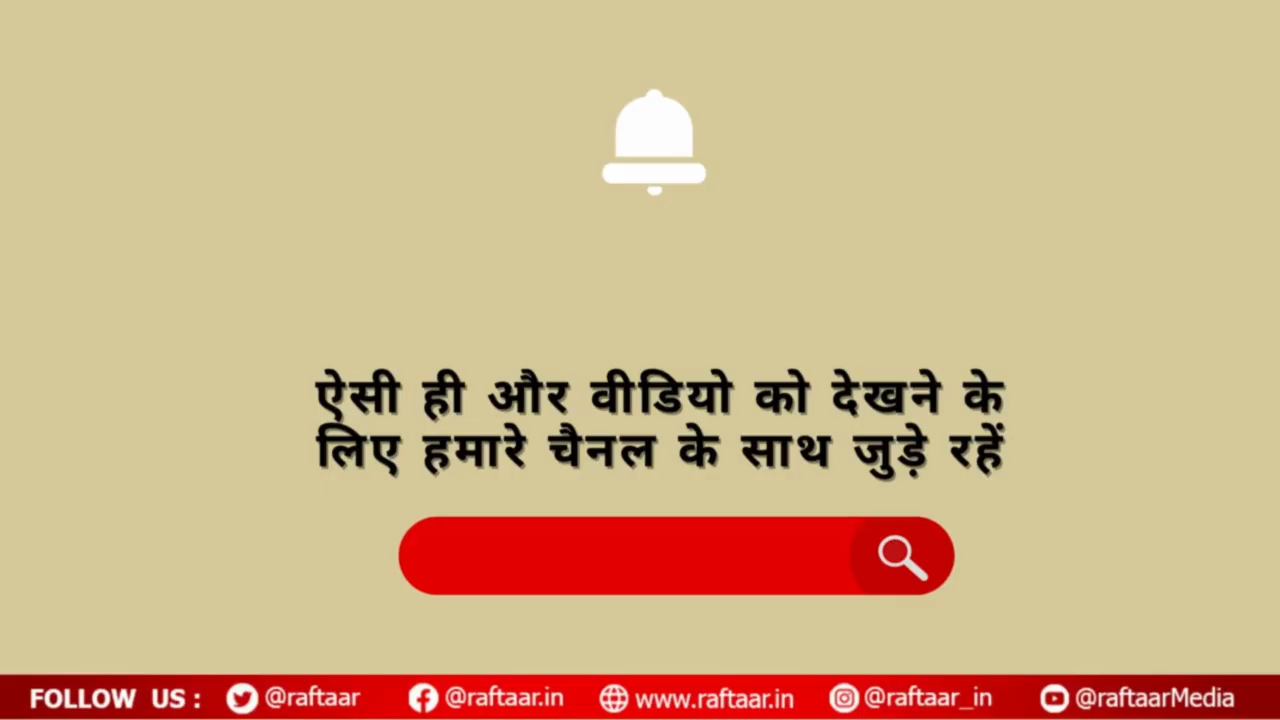 ऐसी ही और वीडियो को देखने के
लिए हमारे चैनल के साथ जुड़े रहें
FOLLOW US : @raftaar @raftaar.in www.raftaar.in @raftaar_in @raftaarMedia